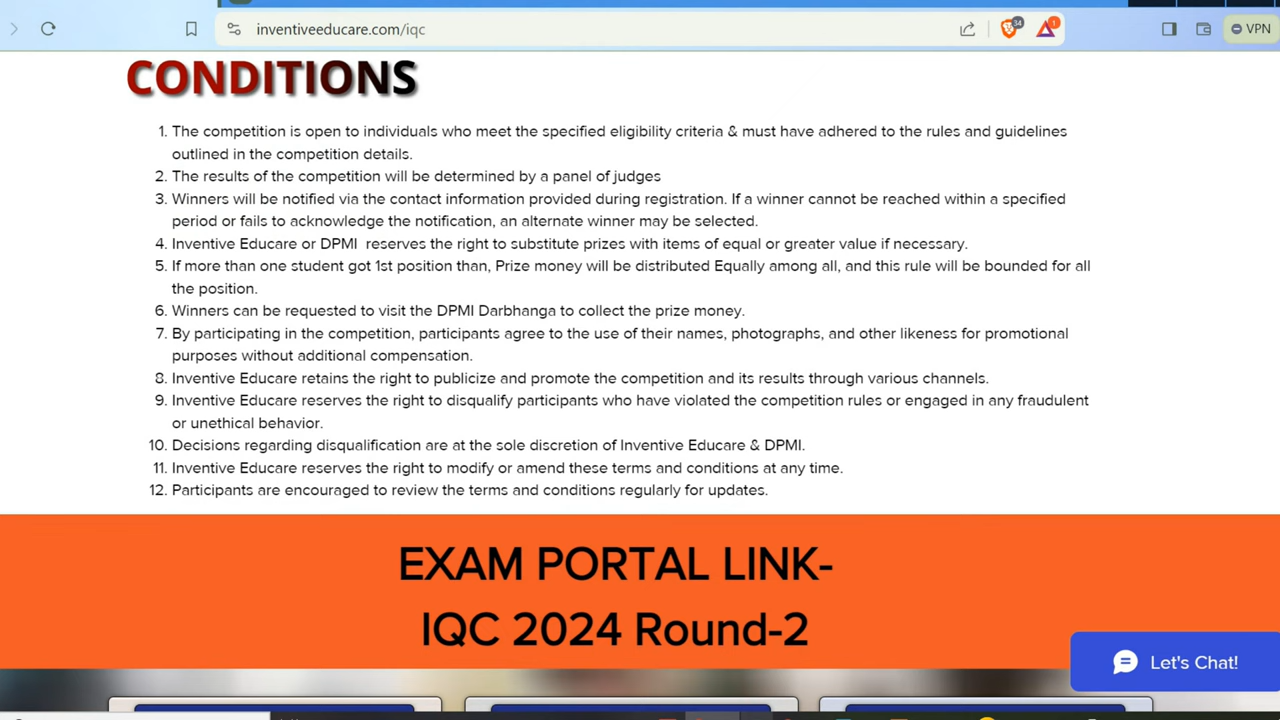 inventiveeducare.com/iqc
34
1
VPN
CONDITIONS
1. The competition is open to individuals who meet the specified eligibility criteria & must have adhered to the rules and guidelines
outlined in the competition details.
2. The results of the competition will be determined by a panel of judges
3. Winners will be notified via the contact information provided during registration. If a winner cannot be reached within a specified
period or fails to acknowledge the notification, an alternate winner may be selected.
4. Inventive Educare or DPMI reserves the right to substitute prizes with items of equal or greater value if necessary.
5. If more than one student got 1st position than, Prize money will be distributed Equally among all, and this rule will be bounded for all
the position.
6. Winners can be requested to visit the DPMI Darbhanga to collect the prize money.
7. By participating in the competition, participants agree to the use of their names, photographs, and other likeness for promotional
purposes without additional compensation.
8. Inventive Educare retains the right to publicize and promote the competition and its results through various channels.
9. Inventive Educare reserves the right to disqualify participants who have violated the competition rules or engaged in any fraudulent
or unethical behavior.
10. Decisions regarding disqualification are at the sole discretion of Inventive Educare & DPMI.
11. Inventive Educare reserves the right to modify or amend these terms and conditions at any time.
12. Participants are encouraged to review the terms and conditions regularly for updates.
EXAM PORTAL LINK-
IQC 2024 Round-2
Let's Chat!